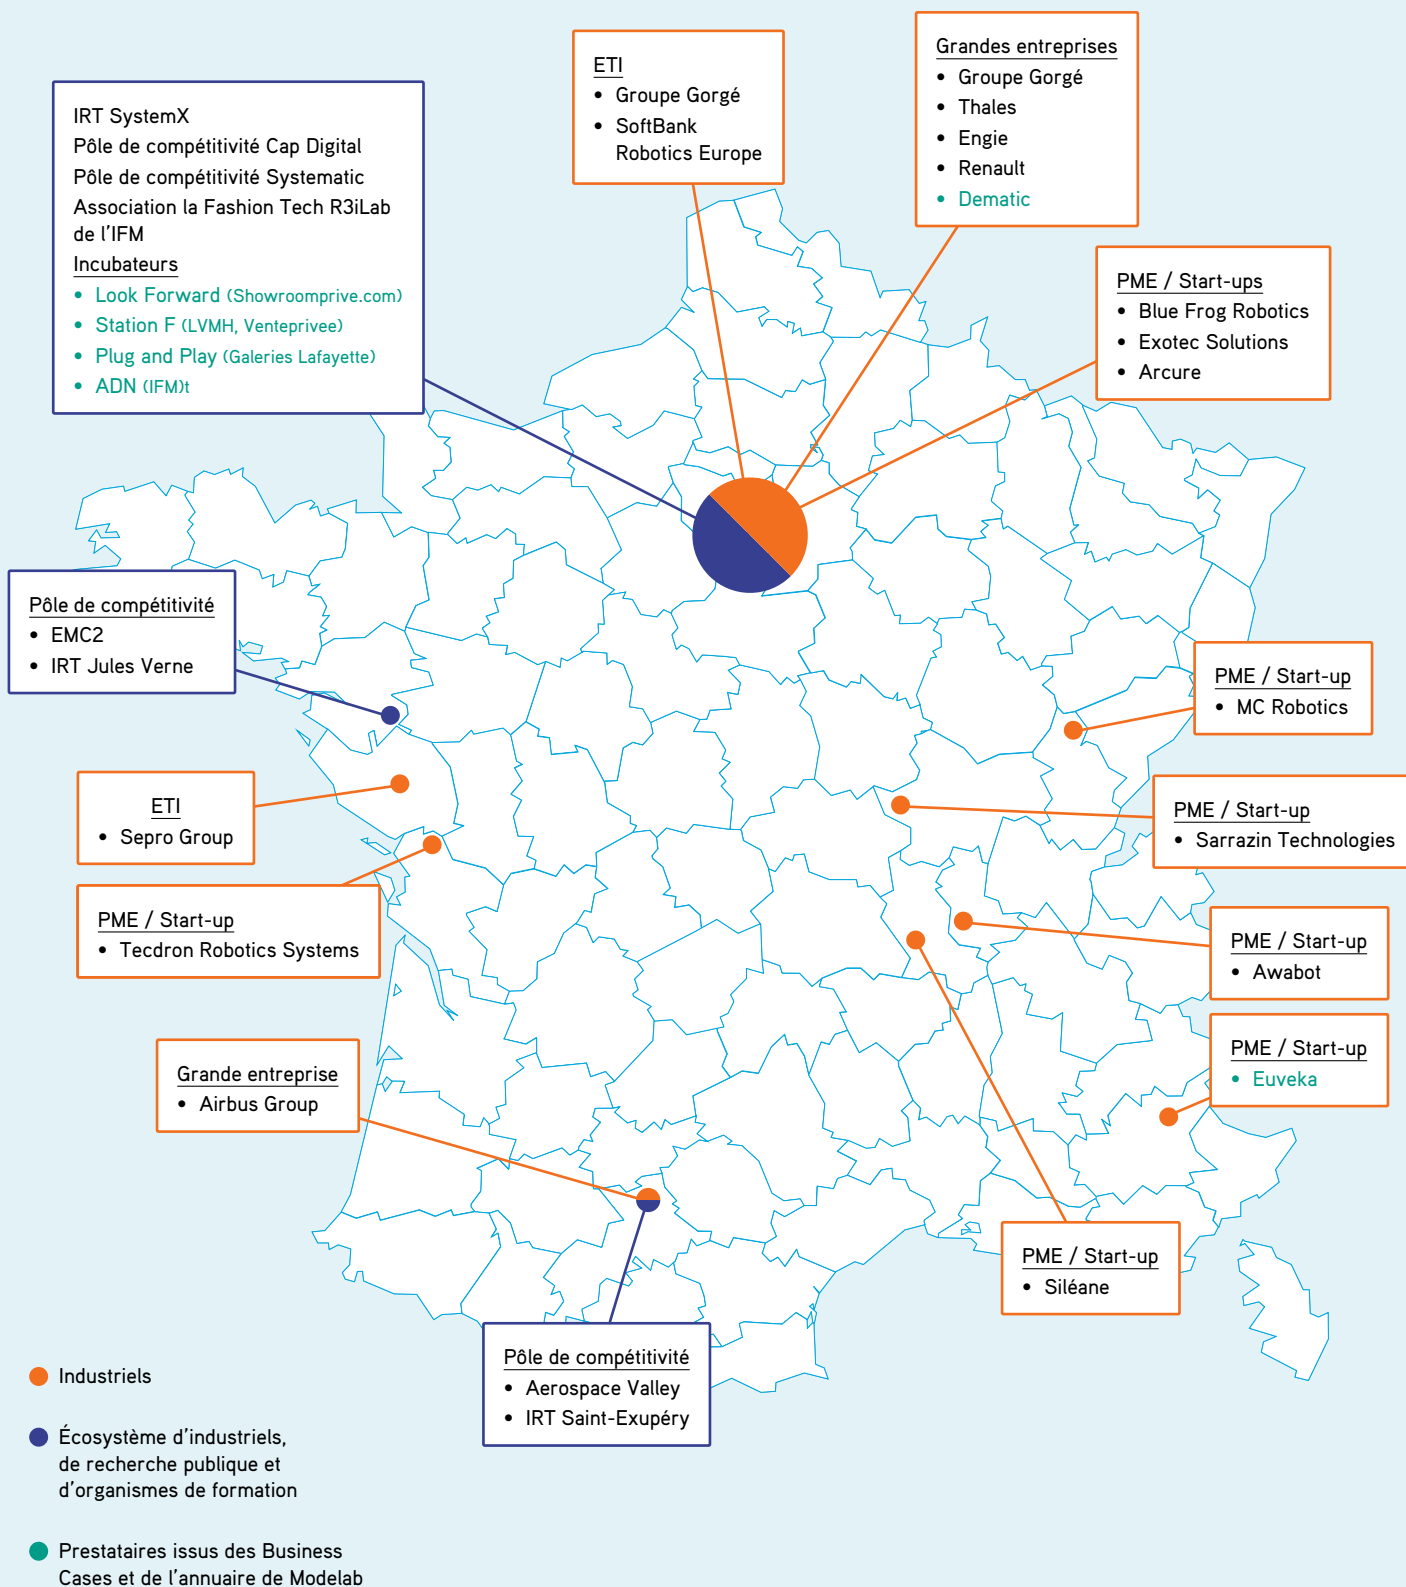 IRT SystemX
Pôle de compétitivité Cap Digital
Pôle de compétitivité Systematic
Association la Fashion Tech R3iLab
de l'IFM
Incubateurs
• Look Forward (Showroomprive.com)
• Station F (LVMH, Venteprivee)
• Plug and Play (Galeries Lafayette)
• ADN (IFM)t
ETI
• Groupe Gorgé
• SoftBank
Robotics Europe
Grandes entreprises
• Groupe Gorgé
• Thales
• Engie
• Renault
• Dematic
PME / Start-ups
• Blue Frog Robotics
• Exotec Solutions
• Arcure
Pôle de compétitivité
• EMC2
• IRT Jules Verne
PME / Start-up
• MC Robotics
ETI
• Sepro Group
PME / Start-up
• Sarrazin Technologies
PME / Start-up
• Tecdron Robotics Systems
PME / Start-up
• Awabot
Grande entreprise
• Airbus Group
PME / Start-up
• Euveka
PME / Start-up
• Siléane
Pôle de compétitivité
• Aerospace Valley
• IRT Saint-Exupéry
Industriels
Écosystème d'industriels,
de recherche publique et
d'organismes de formation
Prestataires issus des Business
Cases et de l'annuaire de Modelab